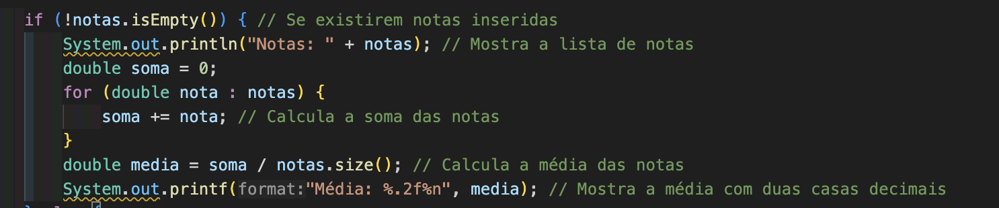 if (!notas.isEmpty()) { // Se existirem notas inseridas
System.out.println("Notas: " + notas); // Mostra a lista de notas
double soma = 0;
for (double nota : notas) {
soma += nota; // Calcula a soma das notas
}
double media = soma / notas.size(); // Calcula a média das notas
System.out.printf(format:"Média: %.2f%n", media); // Mostra a média com duas casas decimais